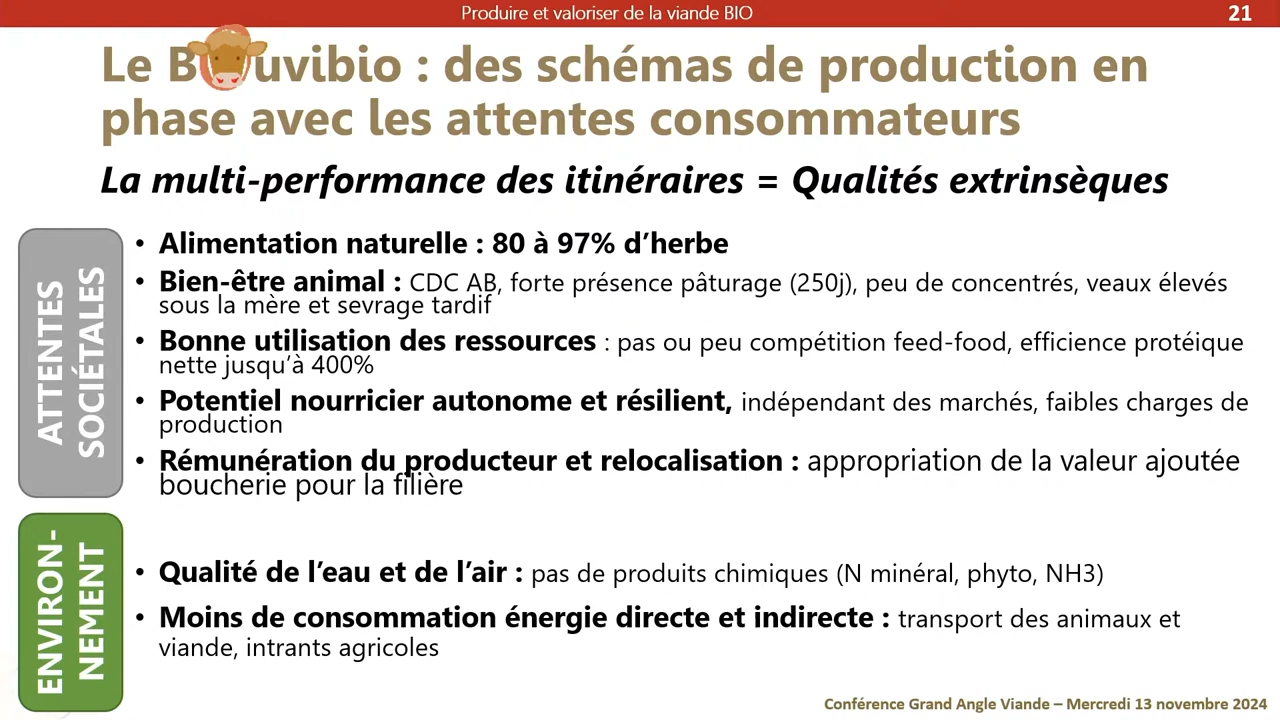 Produire et valoriser de la viande BIO
21
Le B uvibio : des schémas de production en
phase avec les attentes consommateurs
La multi-performance des itinéraires = Qualités extrinsèques
ATTENTES
SOCIÉTALES
• Alimentation naturelle : 80 à 97% d’herbe
• Bien-être animal : CDC AB, forte présence pâturage (250j), peu de concentrés, veaux élevés
sous la mère et sevrage tardif
• Bonne utilisation des ressources : pas ou peu compétition feed-food, efficience protéique
nette jusqu’à 400%
• Potentiel nourricier autonome et résilient, indépendant des marchés, faibles charges de
production
• Rémunération du producteur et relocalisation : appropriation de la valeur ajoutée
boucherie pour la filière
ENVIRON-
NEMENT
• Qualité de l’eau et de l’air : pas de produits chimiques (N minéral, phyto, NH3)
• Moins de consommation énergie directe et indirecte : transport des animaux et
viande, intrants agricoles
Conférence Grand Angle Viande – Mercredi 13 novembre 2024